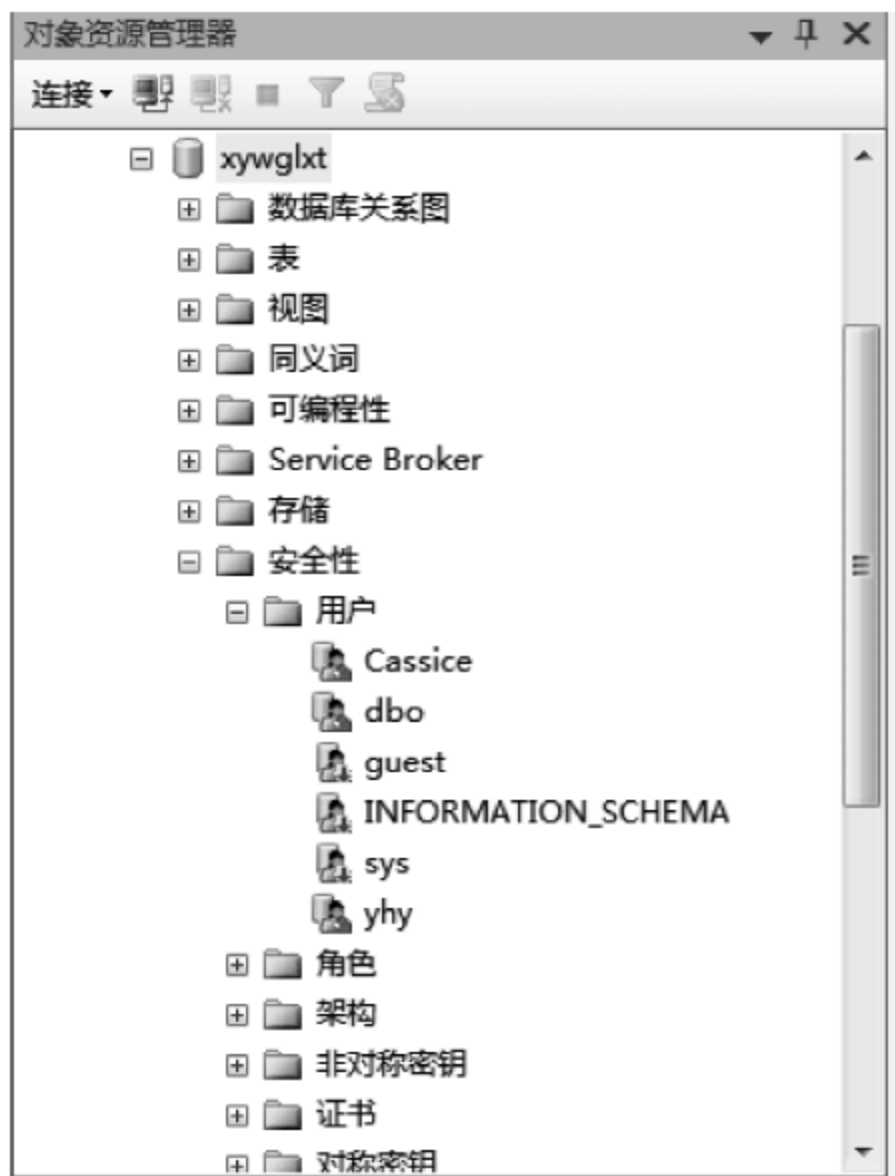 对象资源管理器
连接
xywglxt
数据库关系图
表
视图
同义词
可编程性
Service Broker
存储
安全性
用户
Cassice
dbo
guest
INFORMATION_SCHEMA
sys
yhy
角色
架构
非对称密钥
证书
对称密钥